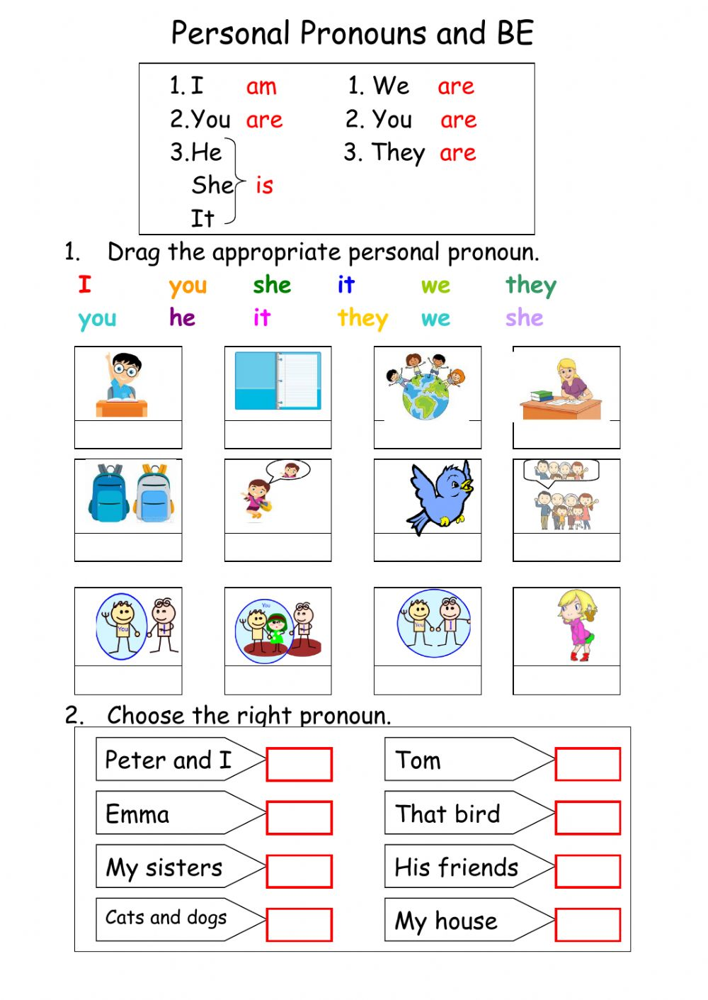 Personal Pronouns and BE
1. I am 1. We are
2.You are 2. You are
3.He 3. They are
She is
It
1. Drag the appropriate personal pronoun.
I you she it we they
you he it they we she
You
You I
You I
2. Choose the right pronoun.
Peter and I Tom
Emma That bird
My sisters His friends
Cats and dogs My house